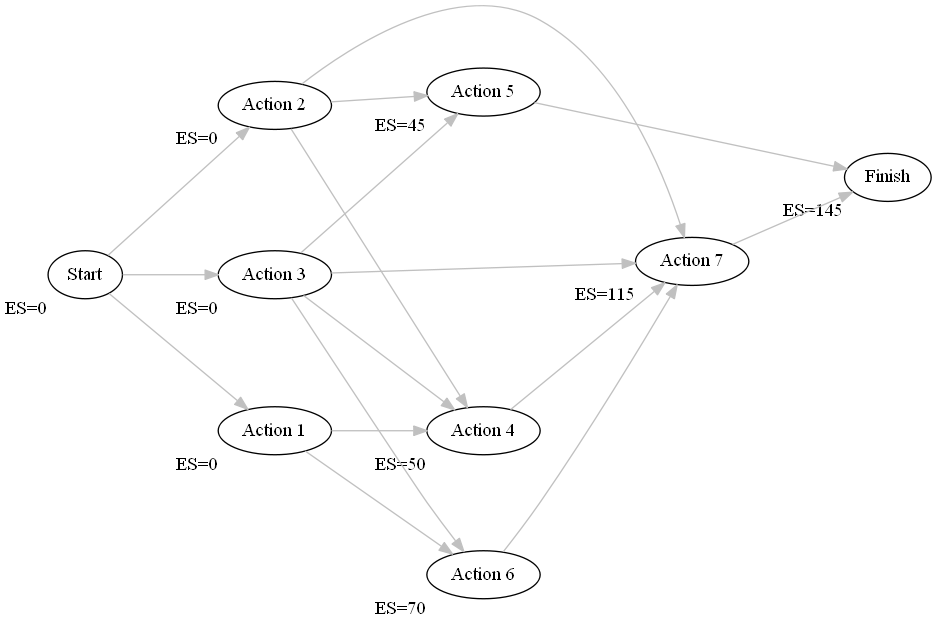 Action 5
Action 2
ES=45
ES=0
Finish
ES=145
Action 7
Start
Action 3
ES=115
ES=0
ES=0
Action 1
Action 4
ES=0
ES=50
Action 6
ES=70